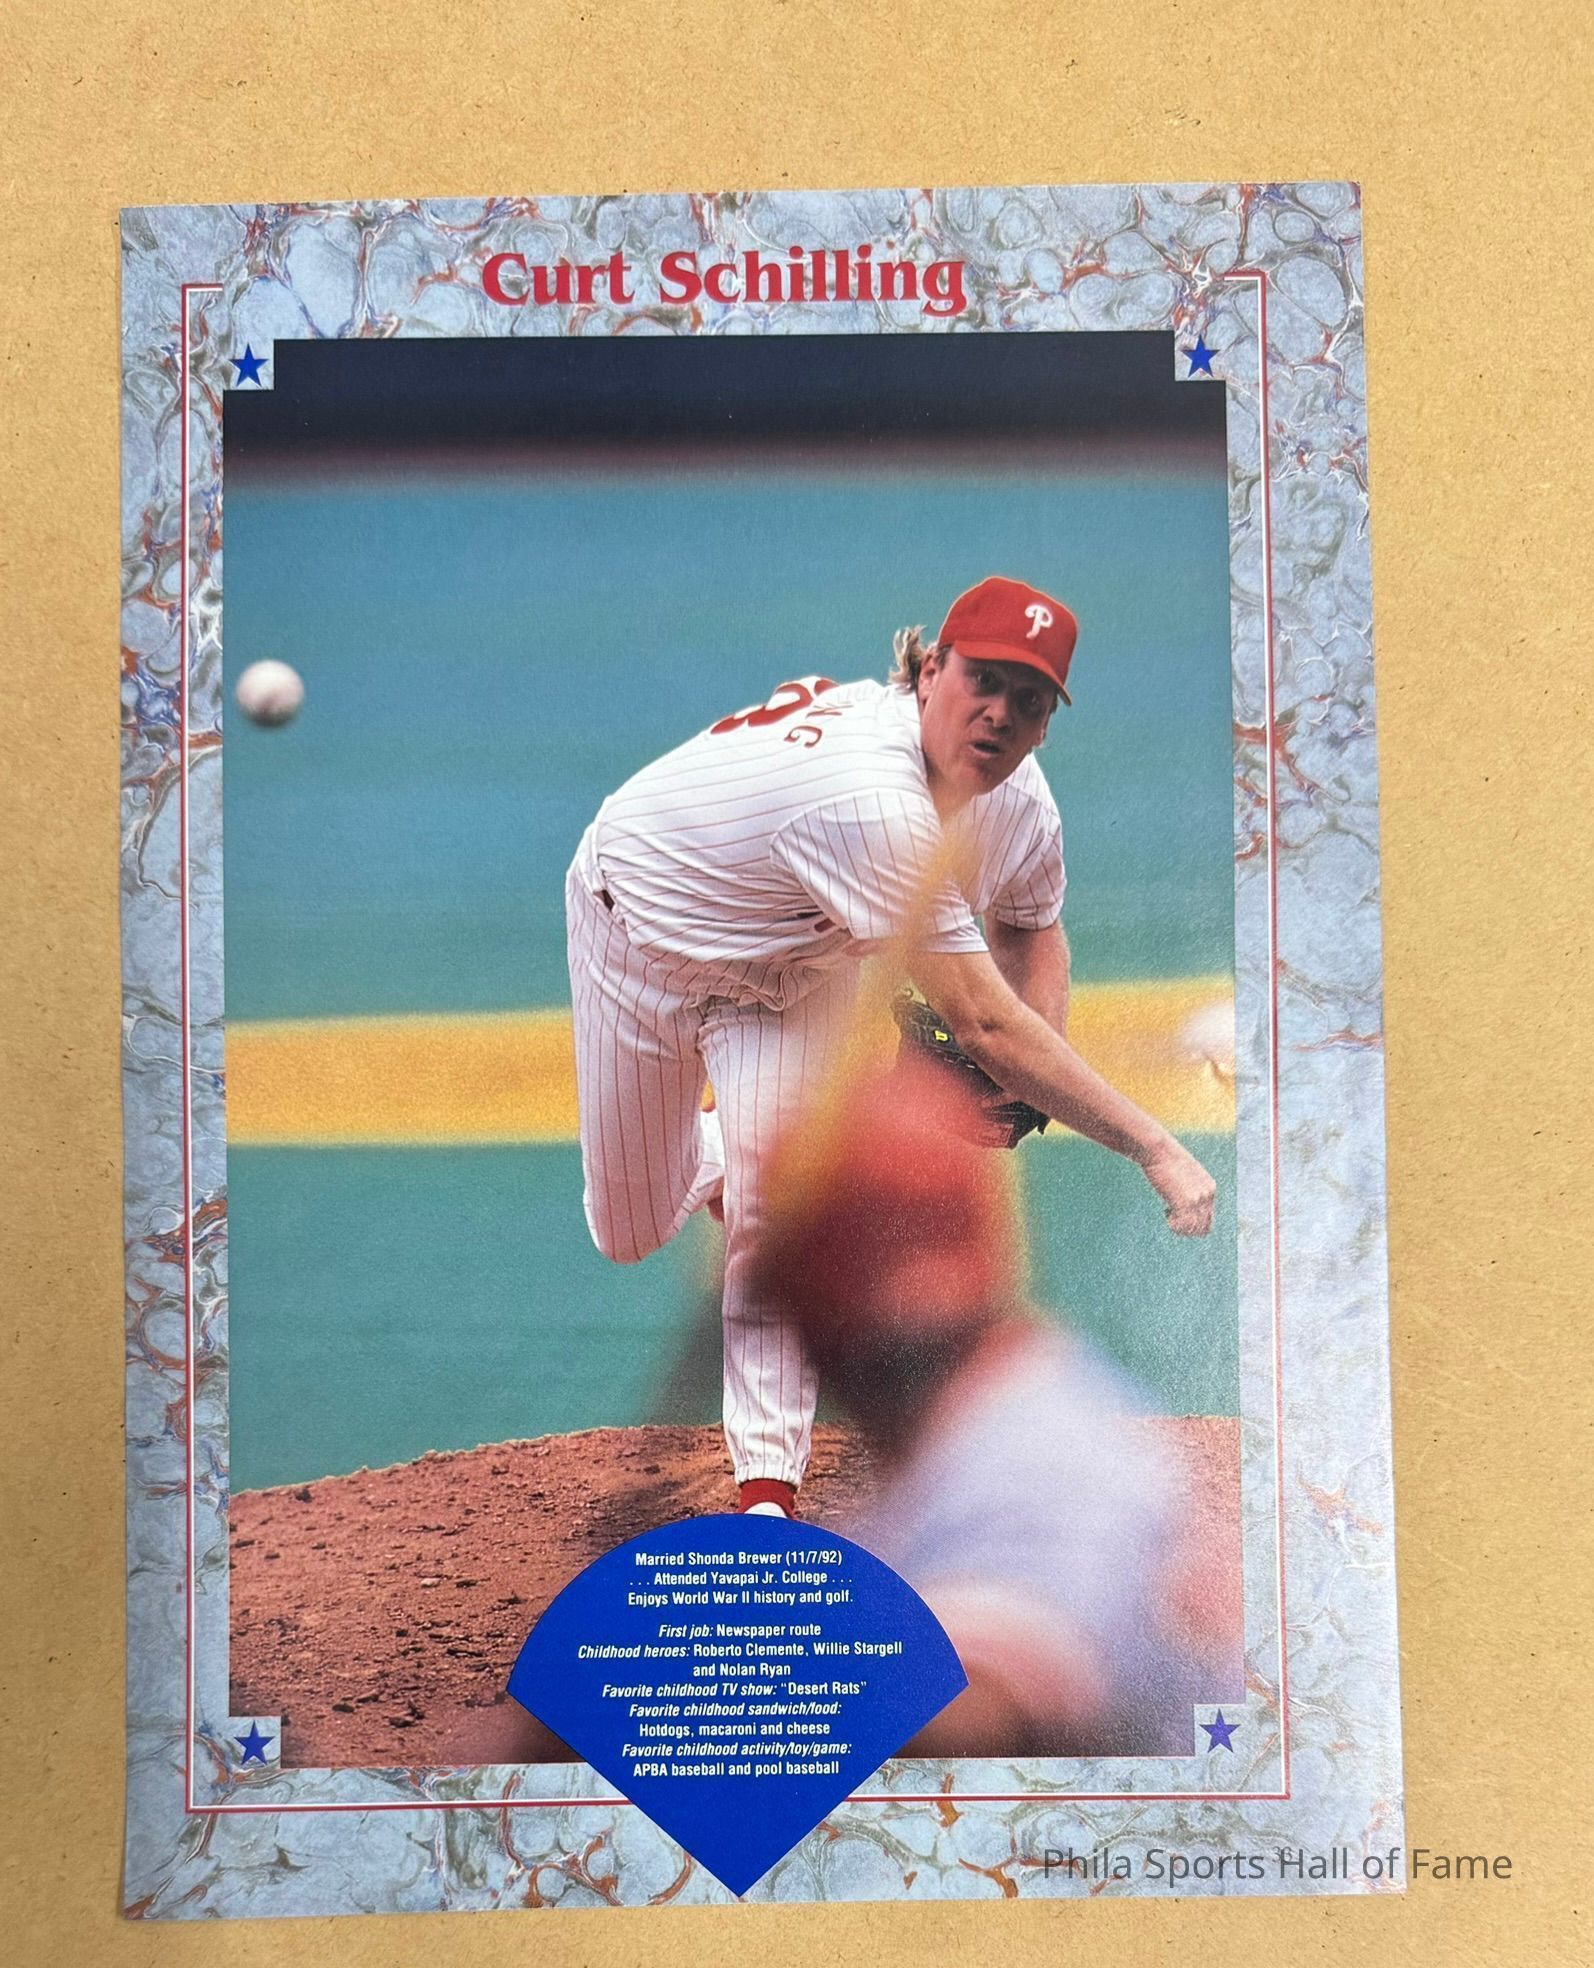 Curt Schilling
P
Married Shonda Brewer (11/7/92)
. . . Attended Yavapai Jr. College . . .
Enjoys World War II history and golf.
First job: Newspaper route
Childhood heroes: Roberto Clemente, Willie Stargell
and Nolan Ryan
Favorite childhood TV show: "Desert Rats"
Favorite childhood sandwich/food:
Hotdogs, macaroni and cheese
Favorite childhood activity/toy/game:
APBA baseball and pool baseball
36
Phila Sports Hall of Fame